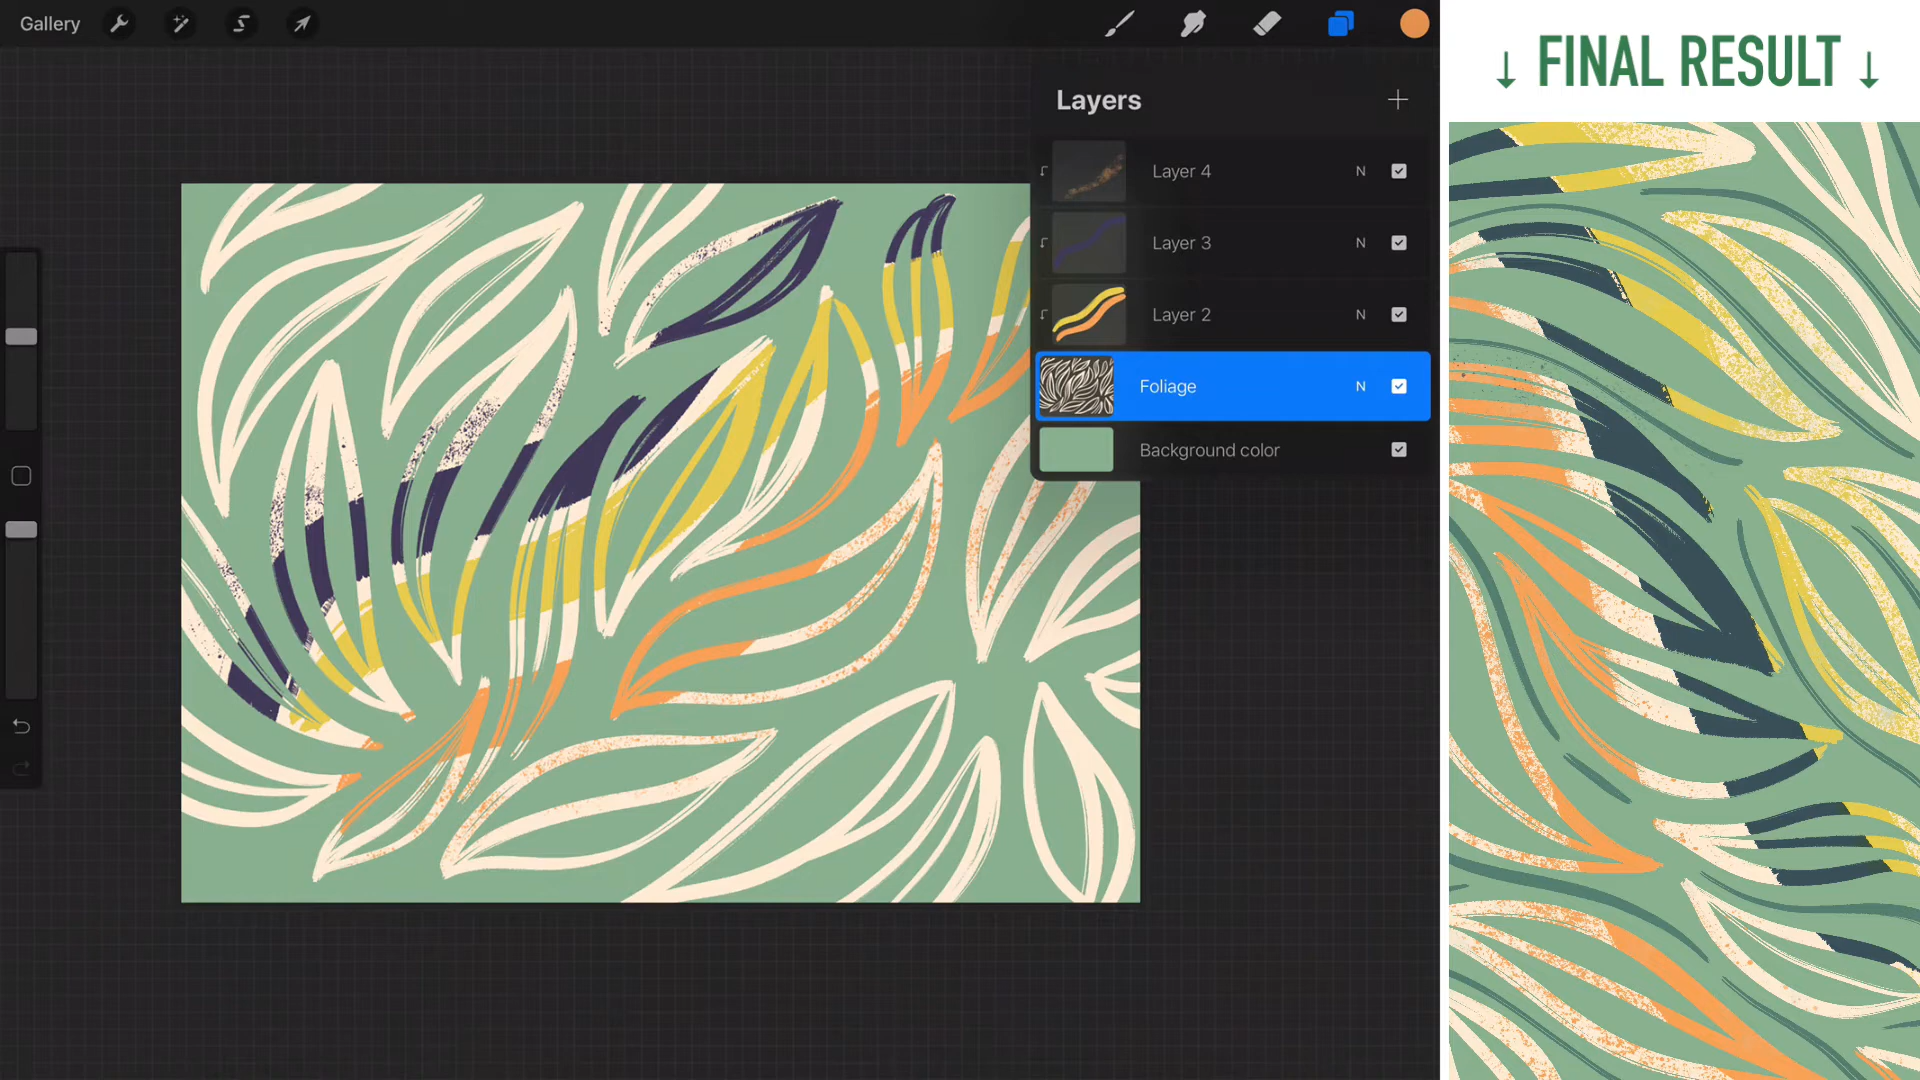 Gallery
Layers
Layer 4 N
Layer 3 N
Layer 2 N
Foliage N
Background color
↓ FINAL RESULT ↓